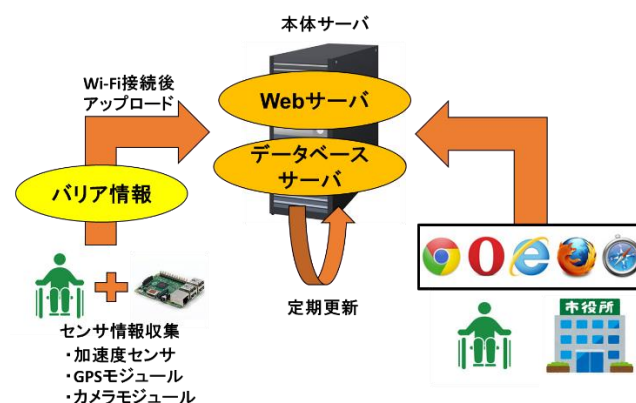 本体サーバ
Wi-Fi接続後
アップロード
Webサーバ
データベース
サーバ
バリア情報
定期更新
市役所
センサ情報収集
・加速度センサ
・GPSモジュール
・カメラモジュール